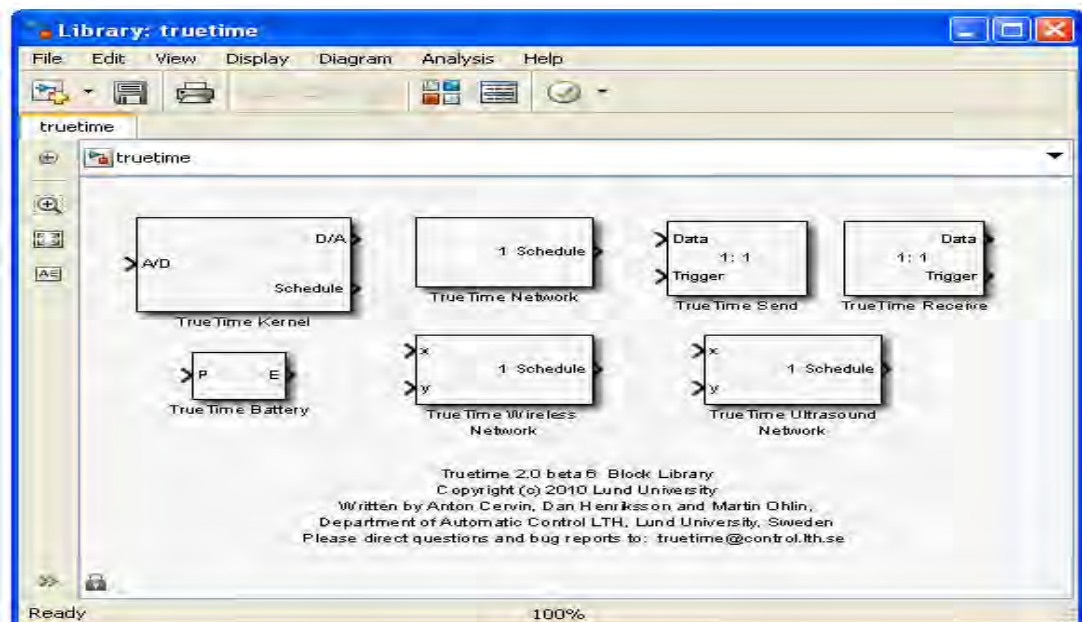 Library: truetime
File Edit View Display Diagram Analysis Help
truetime
truetime
A/D
D/A
Schedule
TrueTime Kernel
1 Schedule
TrueTime Network
Data
1: 1
Trigger
TrueTime Send
Data
1: 1
Trigger
TrueTime Receive
P E
TrueTime Battery
x
1 Schedule
y
TrueTime Wireless
Network
x
1 Schedule
y
TrueTime Ultrasound
Network
Truetime 2.0 beta 6 Block Library
Copyright (c) 2010 Lund University
Written by Anton Cervin, Dan Henriksson and Martin Ohlin,
Department of Automatic Control LTH, Lund University, Sweden
Please direct questions and bug reports to: truetime@control.lth.se
Ready 100%